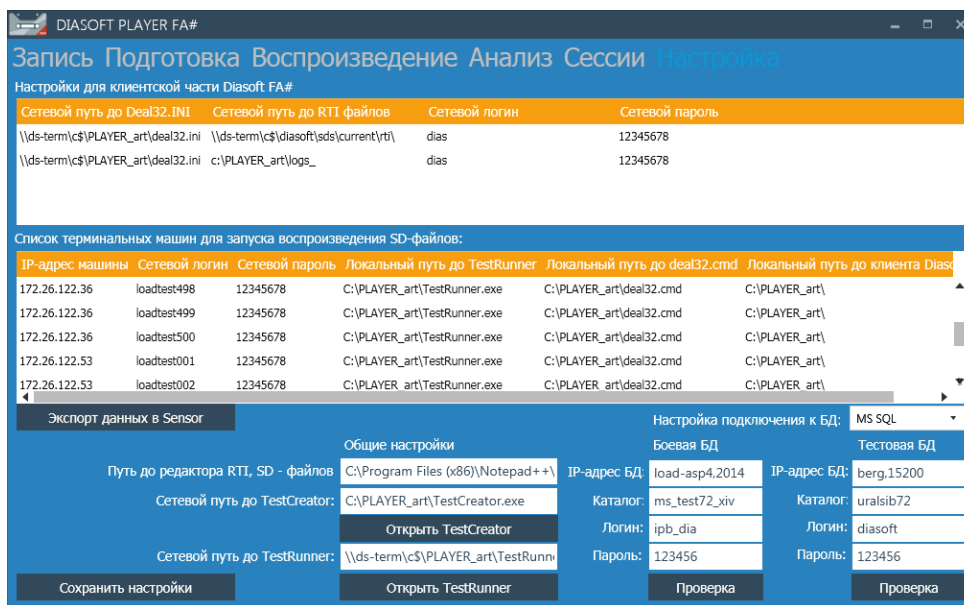 DIASOFT PLAYER FA#
Запись Подготовка Воспроизведение Анализ Сессии Настройка
Настройки для клиентской части Diasoft FA#
Сетевой путь до Deal32.INI Сетевой путь до RTI файлов Сетевой логин Сетевой пароль
\\ds-term\c$\PLAYER_art\deal32.ini \\ds-term\c$\diasoft\sds\current\rti\ dias 12345678
\\ds-term\c$\PLAYER_art\deal32.ini c:\PLAYER_art\logs_ dias 12345678
Список терминальных машин для запуска воспроизведения SD-файлов:
IP-адрес машины Сетевой логин Сетевой пароль Локальный путь до TestRunner Локальный путь до deal32.cmd Локальный путь до клиента Diaso
172.26.122.36 loadtest498 12345678 C:\PLAYER_art\TestRunner.exe C:\PLAYER_art\deal32.cmd C:\PLAYER_art\
172.26.122.36 loadtest499 12345678 C:\PLAYER_art\TestRunner.exe C:\PLAYER_art\deal32.cmd C:\PLAYER_art\
172.26.122.36 loadtest500 12345678 C:\PLAYER_art\TestRunner.exe C:\PLAYER_art\deal32.cmd C:\PLAYER_art\
172.26.122.53 loadtest001 12345678 C:\PLAYER_art\TestRunner.exe C:\PLAYER_art\deal32.cmd C:\PLAYER_art\
172.26.122.53 loadtest002 12345678 C:\PLAYER_art\TestRunner.exe C:\PLAYER_art\deal32.cmd C:\PLAYER_art\
Экспорт данных в Sensor Настройка подключения к БД: MS SQL
Общие настройки Боевая БД Тестовая БД
Путь до редактора RTI, SD - файлов C:\Program Files (x86)\Notepad++\ IP-адрес БД: load-asp4,2014 IP-адрес БД: berg,15200
Сетевой путь до TestCreator: C:\PLAYER_art\TestCreator.exe Каталог: ms_test72_xiv Каталог: uralsib72
Открыть TestCreator Логин: ipb_dia Логин: diasoft
Сетевой путь до TestRunner: \\ds-term\c$\PLAYER_art\TestRunn Пароль: 123456 Пароль: 123456
Сохранить настройки Открыть TestRunner Проверка Проверка